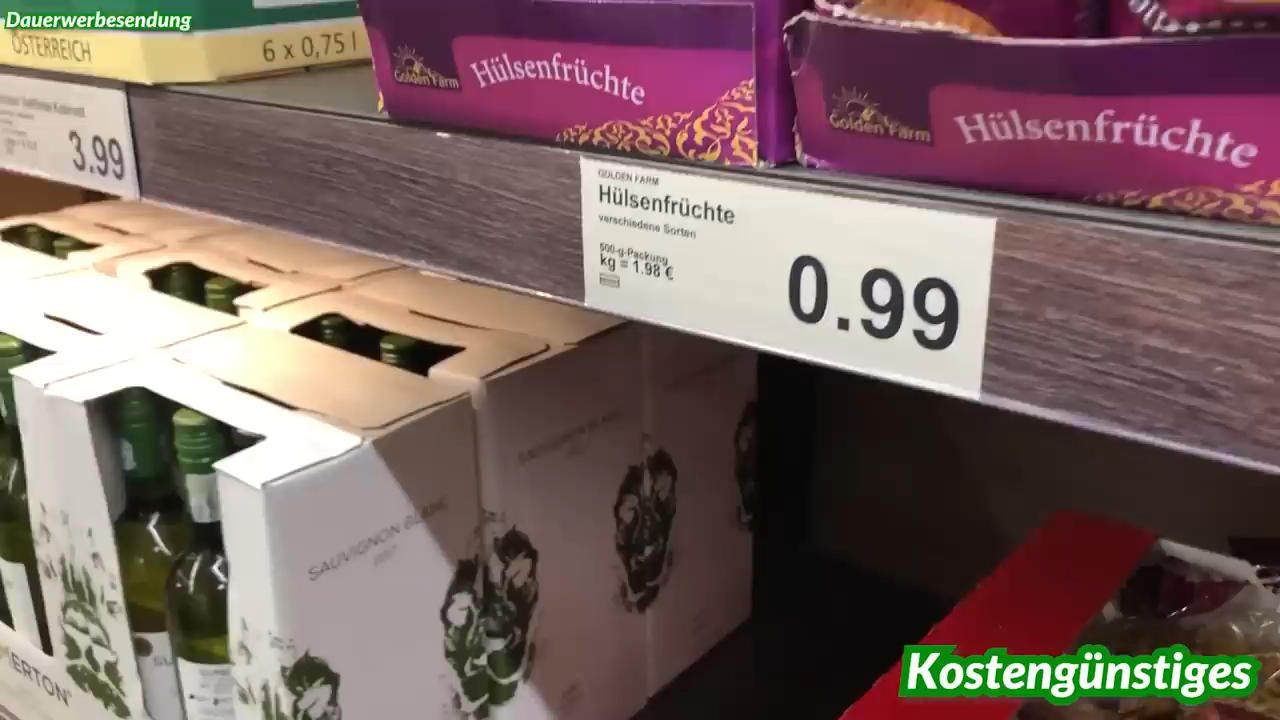 Dauerwerbesendung
ÖSTERREICH
6 x 0,75 l
Golden Farm
Hülsenfrüchte
Golden Farm
Hülsenfrüchte
3.99
GOLDEN FARM
Hülsenfrüchte
verschiedene Sorten
500-g-Packung
kg = 1.98 €
0.99
SAUVIGNON BLANC
SAUVIGNON BLANC
ERTON
Kostengünstiges